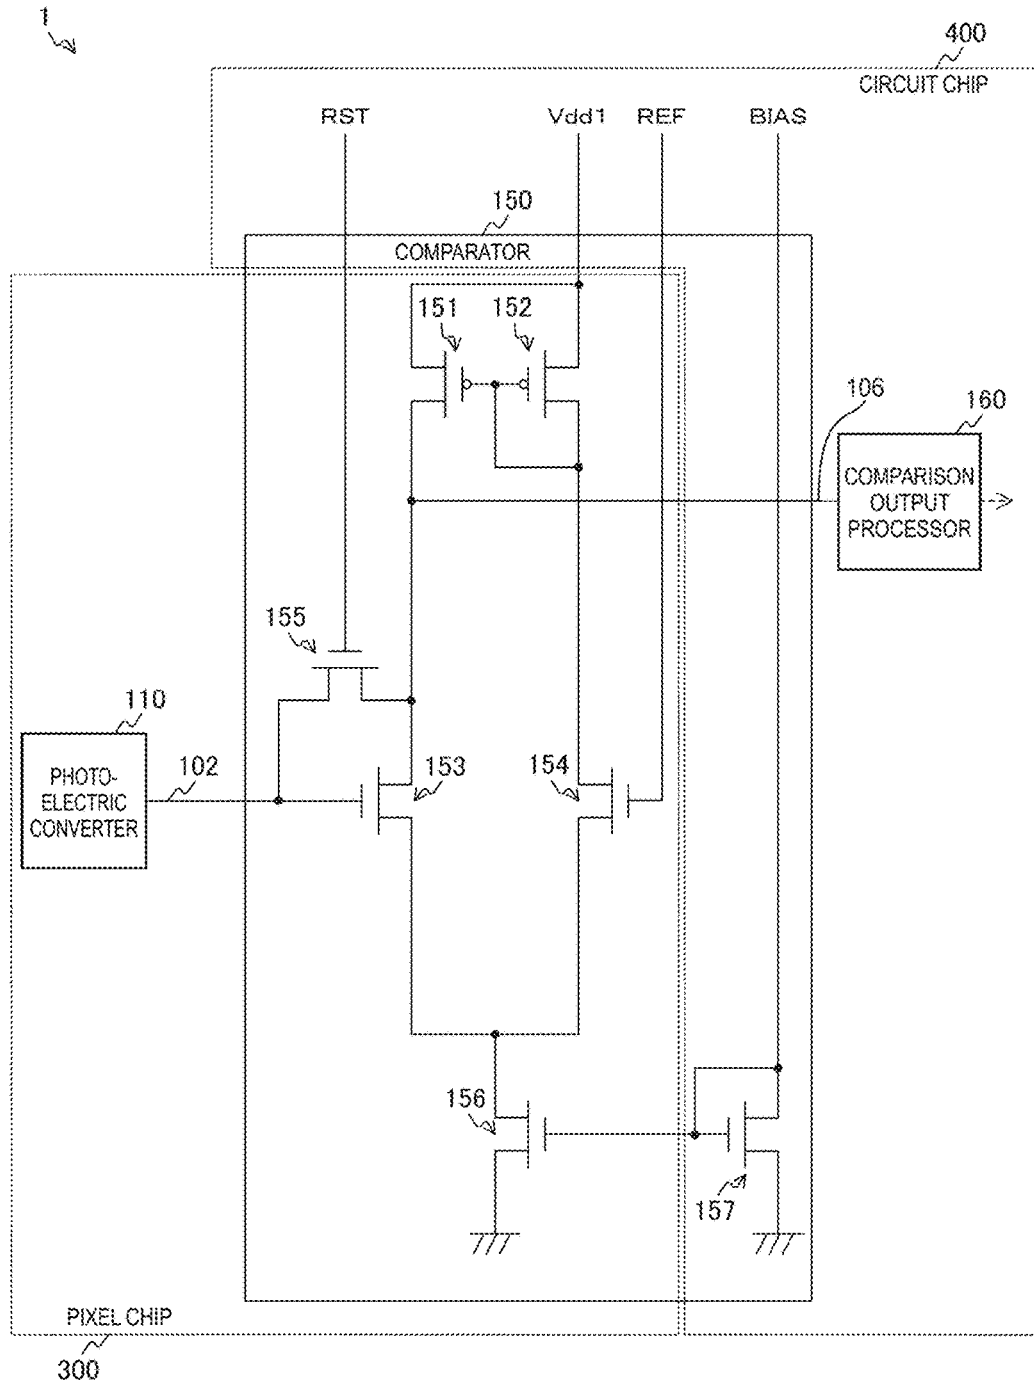 1
400
CIRCUIT CHIP
RST
Vdd1
REF
BIAS
150
COMPARATOR
151
152
106
160
COMPARISON
OUTPUT
PROCESSOR
155
110
PHOTO-
ELECTRIC
CONVERTER
102
153
154
156
157
PIXEL CHIP
300